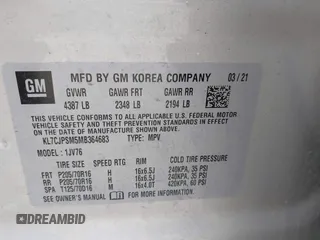 GM
MFD BY GM KOREA COMPANY 03/21
GVWR GAWR FRT GAWR RR
4387 LB 2348 LB 2194 LB
THIS VEHICLE CONFORMS TO ALL APPLICABLE U.S. FEDERAL MOTOR
VEHICLE SAFETY, BUMPER, AND THEFT PREVENTION STANDARDS
IN EFFECT ON THE DATE OF MANUFACTURE SHOWN ABOVE.
KL7CJPSM5MB364683 TYPE: MPV
MODEL: 1JV76
TIRE SIZE SPEED RTG RIM COLD TIRE PRESSURE
FRT P205/70R16 H 16x6.5J 240KPA, 35 PSI
RR P205/70R16 H 16x6.5J 240KPA, 35 PSI
SPA T125/70D16 M 16x4.0T 420KPA, 60 PSI
SEE OWNER'S MANUAL FOR MORE INFORMATION.
DREAMBID